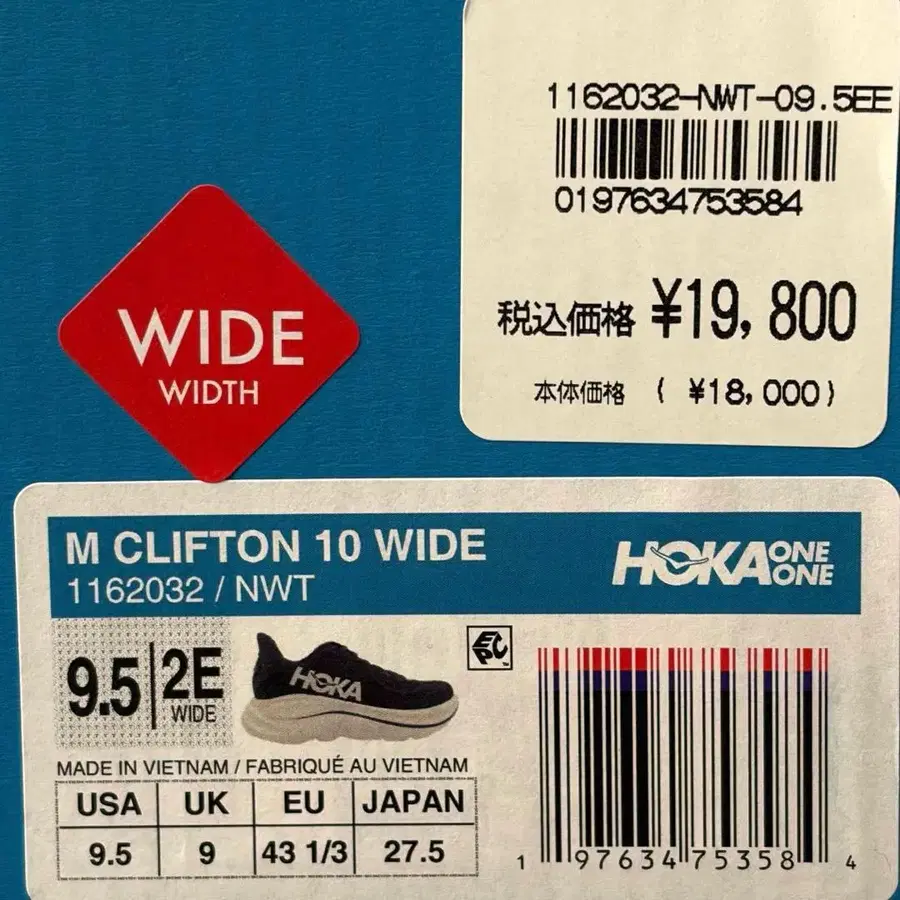 1162032-NWT-09.5EE
0197634753584
税込価格 ¥19,800
本体価格 ( ¥18,000)
WIDE
WIDTH
M CLIFTON 10 WIDE
1162032 / NWT
HOKA ONE ONE
9.5 | 2E WIDE
HOKA
EPC
MADE IN VIETNAM / FABRIQUÉ AU VIETNAM
USA UK EU JAPAN
9.5 9 43 1/3 27.5
1 97634 75358 4